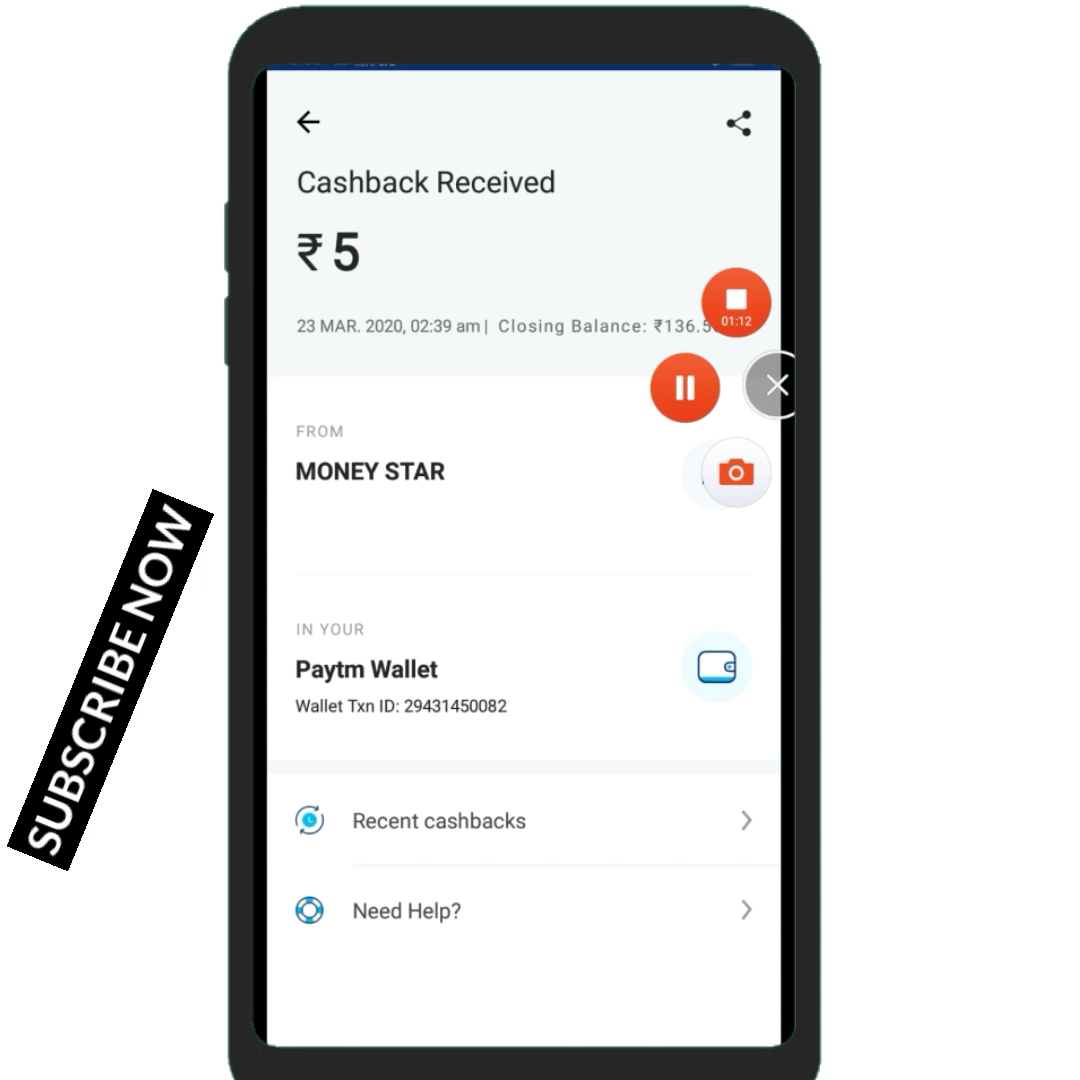 Cashback Received
₹5
01:12
23 MAR. 2020, 02:39 am | Closing Balance: ₹136.5
FROM
MONEY STAR
IN YOUR
Paytm Wallet
Wallet Txn ID: 29431450082
Recent cashbacks
Need Help?
SUBSCRIBE NOW